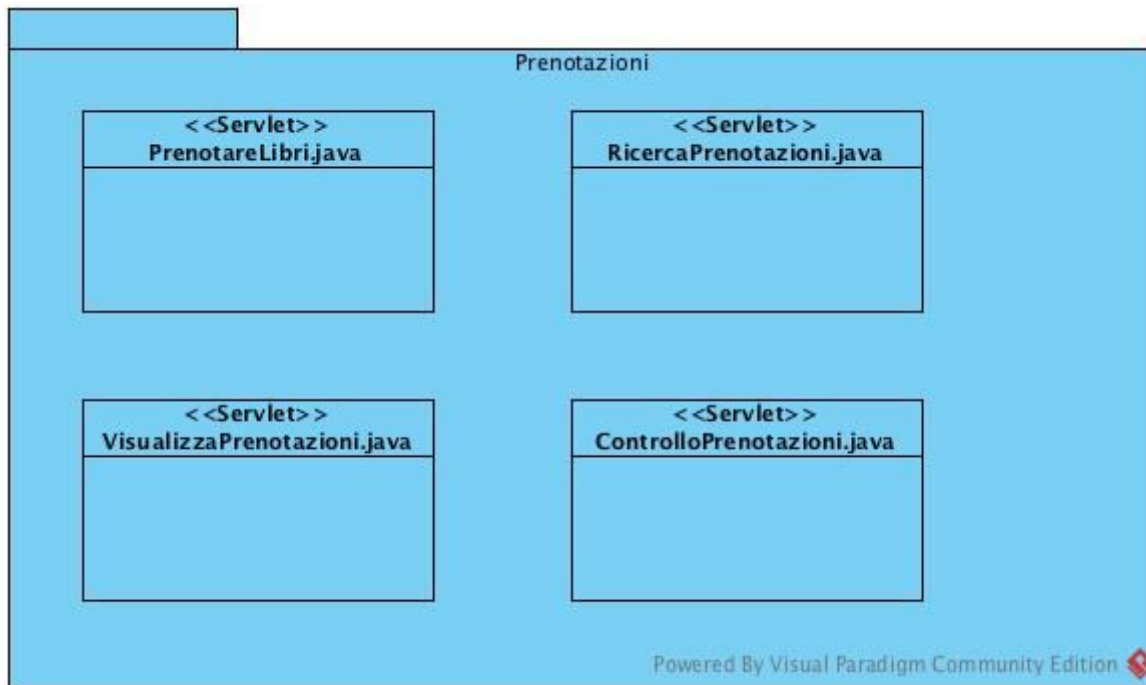 Prenotazioni
<<Servlet>>
PrenotareLibri.java
<<Servlet>>
RicercaPrenotazioni.java
<<Servlet>>
VisualizzaPrenotazioni.java
<<Servlet>>
ControlloPrenotazioni.java
Powered By Visual Paradigm Community Edition